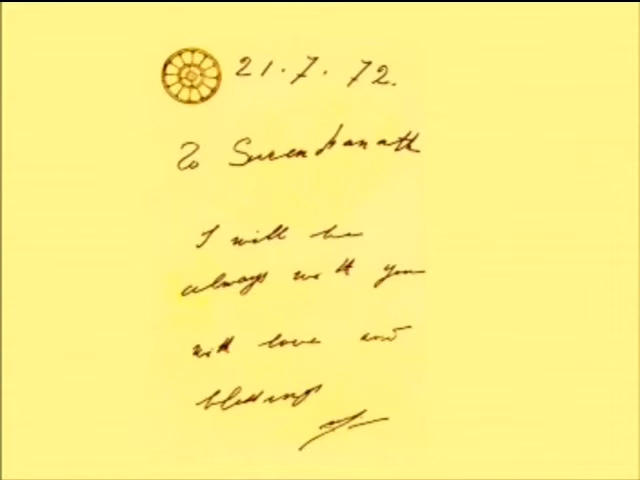 21.7.72.
To Surendranath
I will be
always with you
with love and
blessings